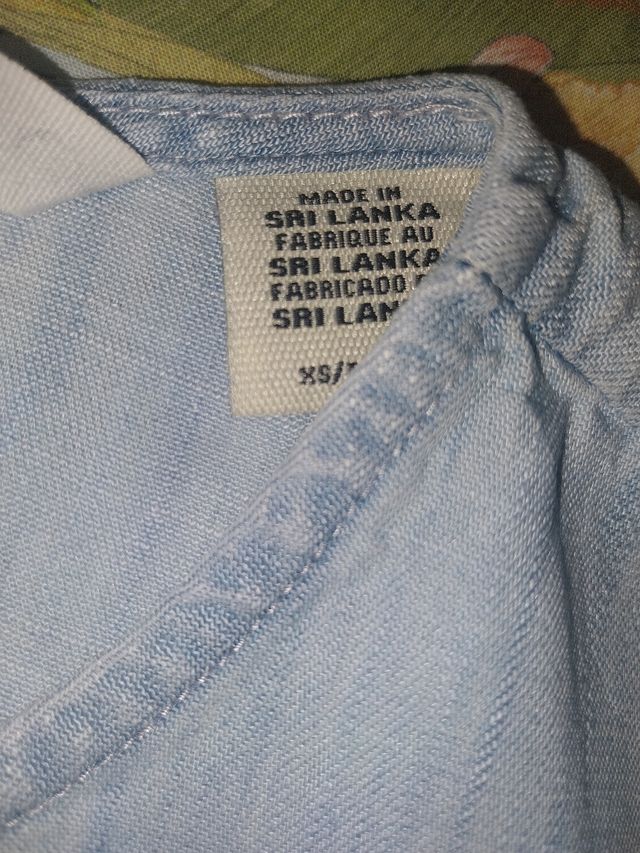 MADE IN
SRI LANKA
FABRIQUE AU
SRI LANKA
FABRICADO
SRI
XS/